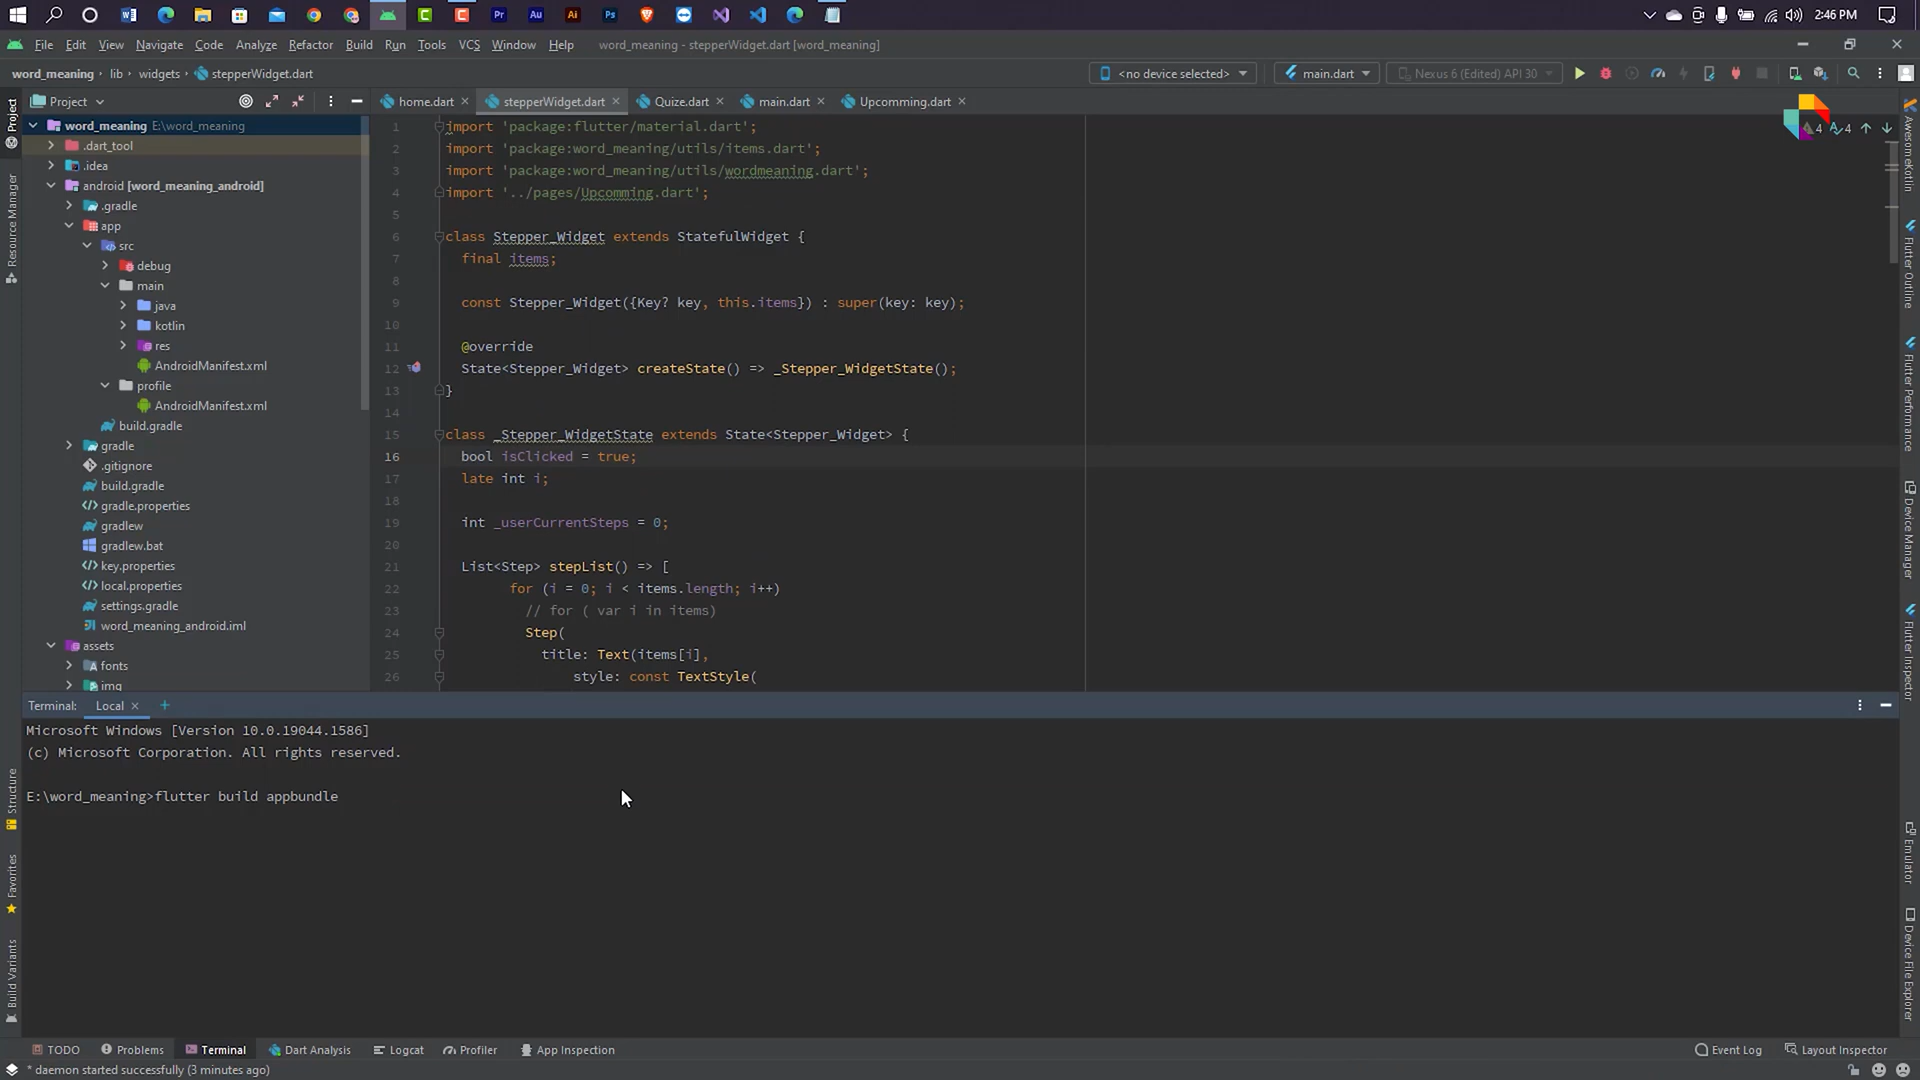 2:46 PM
File Edit View Navigate Code Analyze Refactor Build Run Tools VCS Window Help word_meaning - stepperWidget.dart [word_meaning]
word_meaning lib widgets stepperWidget.dart <no device selected> main.dart Nexus 6 (Edited) API 30
Project home.dart stepperWidget.dart Quize.dart main.dart Upcomming.dart
word_meaning E:\word_meaning
.dart_tool
.idea
android [word_meaning_android]
.gradle
app
src
debug
main
java
kotlin
res
AndroidManifest.xml
profile
AndroidManifest.xml
build.gradle
gradle
.gitignore
build.gradle
gradle.properties
gradlew
gradlew.bat
key.properties
local.properties
settings.gradle
word_meaning_android.iml
assets
fonts
img
1 import 'package:flutter/material.dart';
2 import 'package:word_meaning/utils/items.dart';
3 import 'package:word_meaning/utils/wordmeaning.dart';
4 import '../pages/Upcomming.dart';
5
6 class Stepper_Widget extends StatefulWidget {
7 final items;
8
9 const Stepper_Widget({Key? key, this.items}) : super(key: key);
10
11 @override
12 State<Stepper_Widget> createState() => _Stepper_WidgetState();
13 }
14
15 class _Stepper_WidgetState extends State<Stepper_Widget> {
16 bool isClicked = true;
17 late int i;
18
19 int _userCurrentSteps = 0;
20
21 List<Step> stepList() => [
22 for (i = 0; i < items.length; i++)
23 // for ( var i in items)
24 Step(
25 title: Text(items[i],
26 style: const TextStyle(
4 4
Project
Resource Manager
Structure
Favorites
Build Variants
AwesomeKotlin
Flutter Outline
Flutter Performance
Flutter Inspector
Device Manager
Emulator
Device File Explorer
Terminal: Local
Microsoft Windows [Version 10.0.19044.1586]
(c) Microsoft Corporation. All rights reserved.
E:\word_meaning>flutter build appbundle
TODO Problems Terminal Dart Analysis Logcat Profiler App Inspection Event Log Layout Inspector
* daemon started successfully (3 minutes ago)